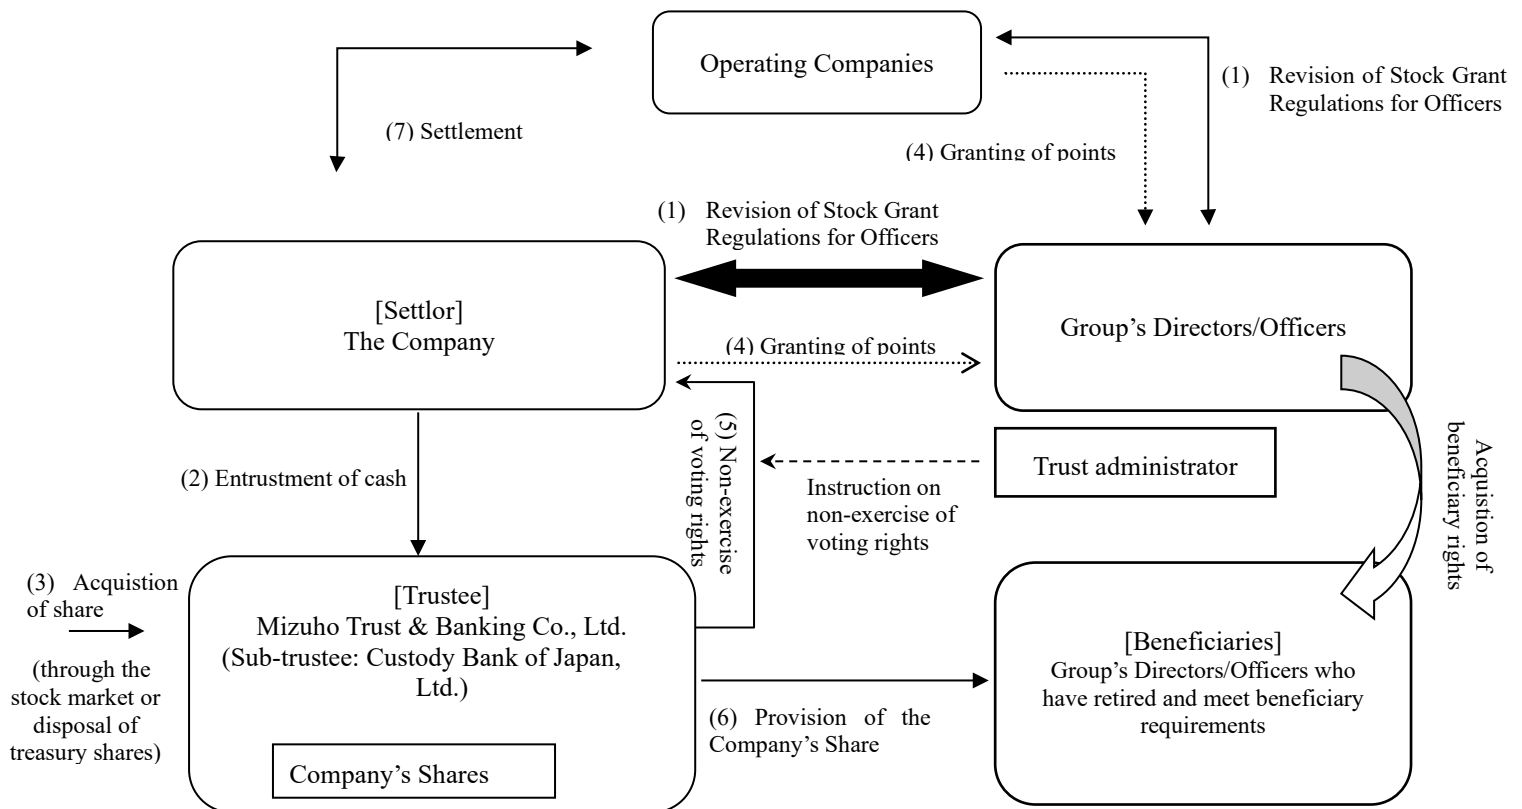 Operating Companies
(1) Revision of Stock Grant
Regulations for Officers
(7) Settlement
(4) Granting of points
(1) Revision of Stock Grant
Regulations for Officers
[Settlor]
The Company
Group’s Directors/Officers
(4) Granting of points
(5) Non-exercise
of voting rights
Trust administrator
Acquisition of
beneficiary rights
(2) Entrustment of cash
Instruction on
non-exercise of
voting rights
(3) Acquistion
of share
(through the
stock market or
disposal of
treasury shares)
[Trustee]
Mizuho Trust & Banking Co., Ltd.
(Sub-trustee: Custody Bank of Japan,
Ltd.)
Company’s Shares
(6) Provision of the
Company’s Share
[Beneficiaries]
Group’s Directors/Officers who
have retired and meet beneficiary
requirements